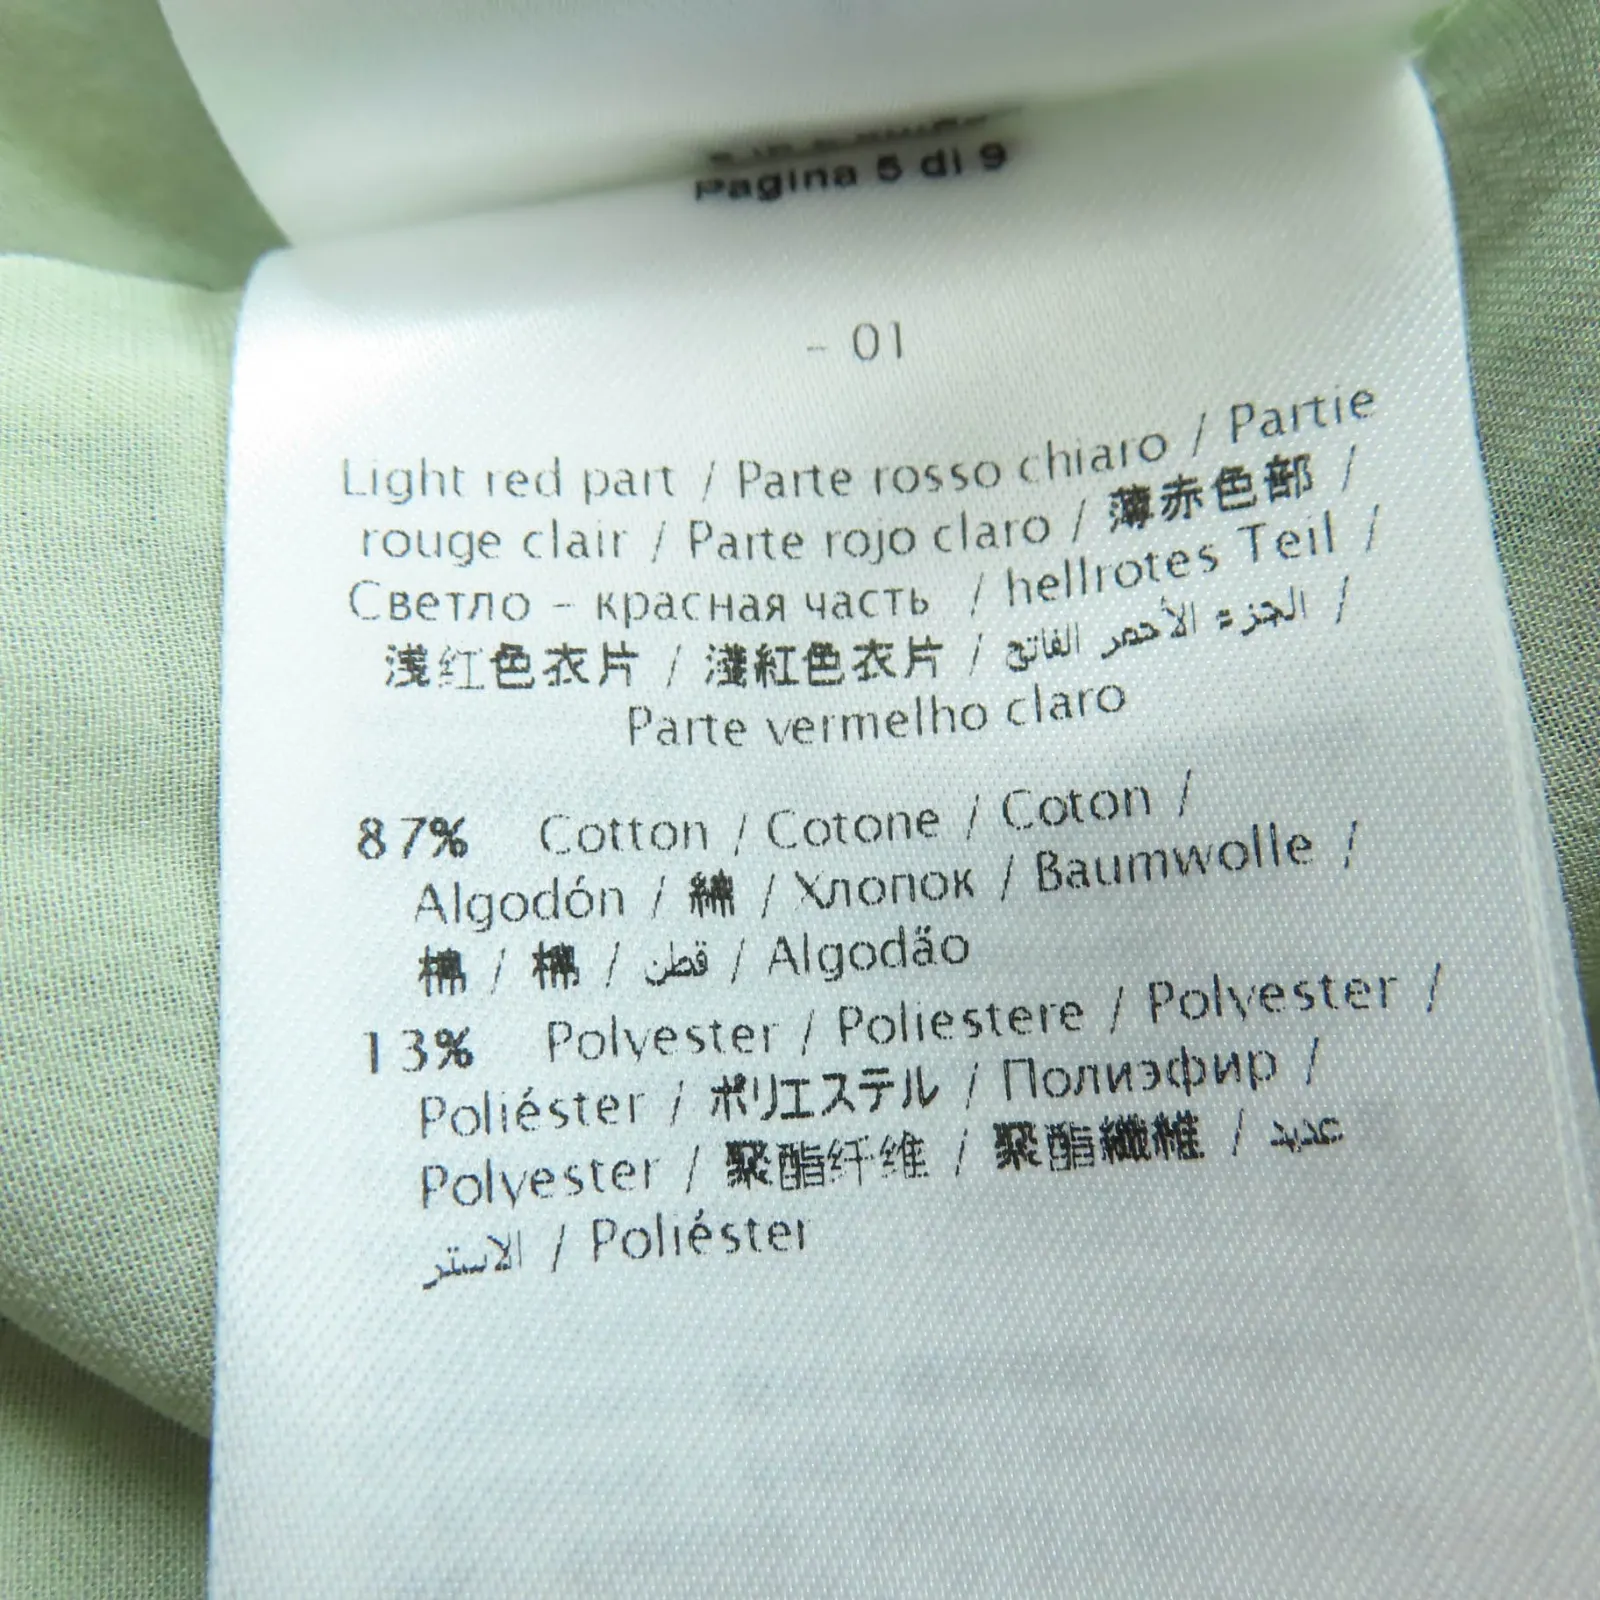 Pagina 5 di 9
- 01
Light red part / Parte rosso chiaro / Partie
rouge clair / Parte rojo claro / 薄赤色部 /
Светло - красная часть / hellrotes Teil /
浅红色衣片 / 淺紅色衣片 / الجزء الأحمر الفاتح /
Parte vermelho claro
87% Cotton / Cotone / Coton /
Algodón / 綿 / Хлопок / Baumwolle /
棉 / 棉 / قطن / Algodão
13% Polyester / Poliestere / Polyester /
Poliéster / ポリエステル / Полиэфир /
Polyester / 聚酯纤维 / 聚酯纖維 / عديد
الاستر / Poliéster